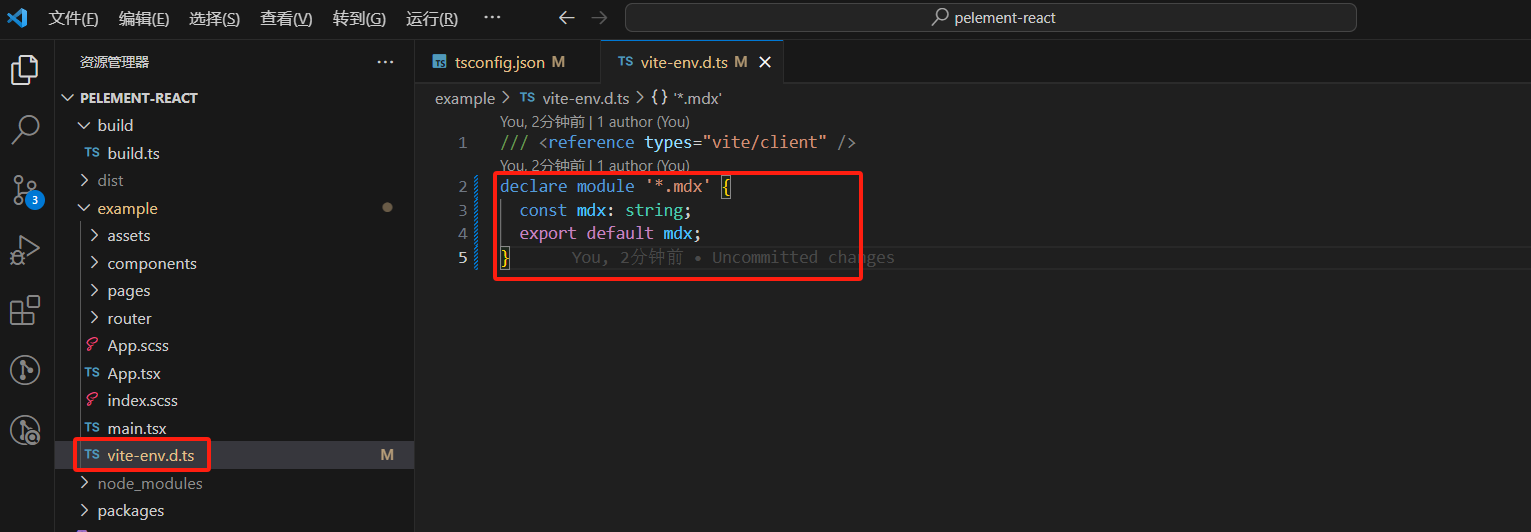 文件(F) 编辑(E) 选择(S) 查看(V) 转到(G) 运行(R) ··· pelement-react
资源管理器 ···
PELEMENT-REACT
build
TS build.ts
dist
example
assets
components
pages
router
App.scss
TS App.tsx
index.scss
TS main.tsx
TS vite-env.d.ts M
node_modules
packages
3
TS tsconfig.json M TS vite-env.d.ts M
example > TS vite-env.d.ts > {} '*.mdx'
You, 2分钟前 | 1 author (You)
1 /// <reference types="vite/client" />
You, 2分钟前 | 1 author (You)
2 declare module '*.mdx' {
3 const mdx: string;
4 export default mdx;
5 } You, 2分钟前 • Uncommitted changes